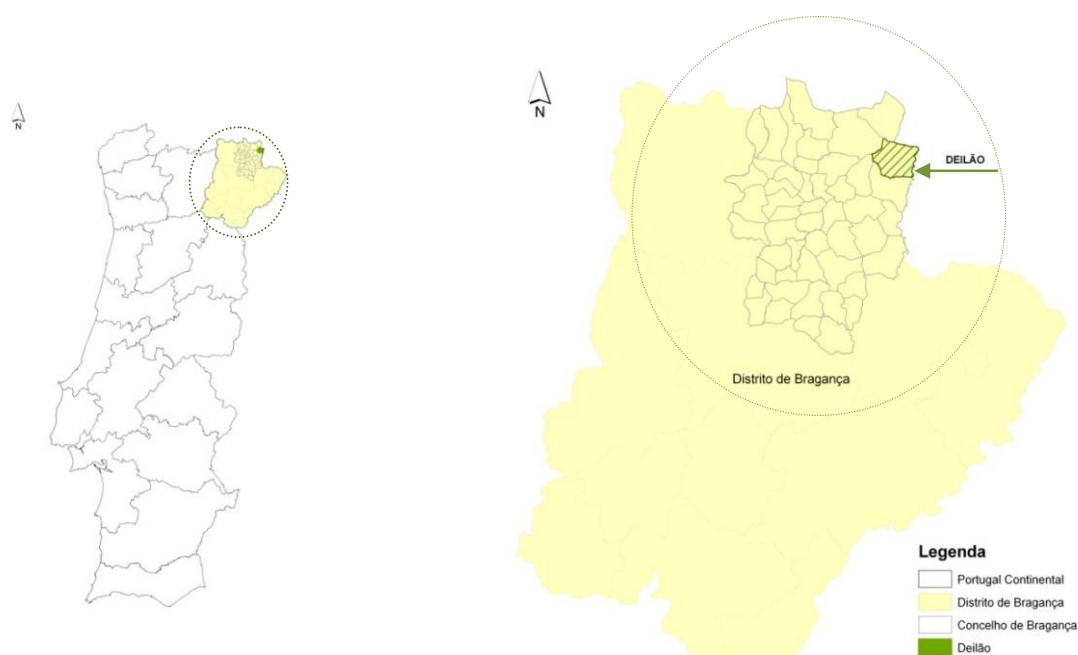 N
N
DEILÃO
Distrito de Bragança
Legenda
Portugal Continental
Distrito de Bragança
Concelho de Bragança
Deilão